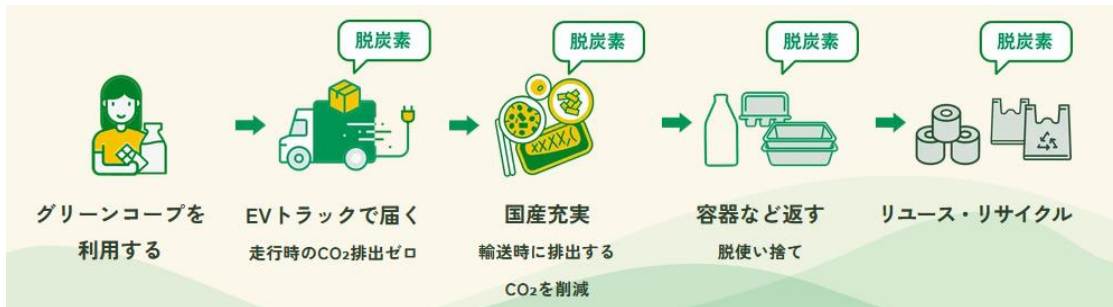 脱炭素
脱炭素
脱炭素
脱炭素
グリーンコープを
利用する
EVトラックで届く
走行時のCO₂排出ゼロ
国産充実
輸送時に排出する
CO₂を削減
容器など返す
脱使い捨て
リユース・リサイクル